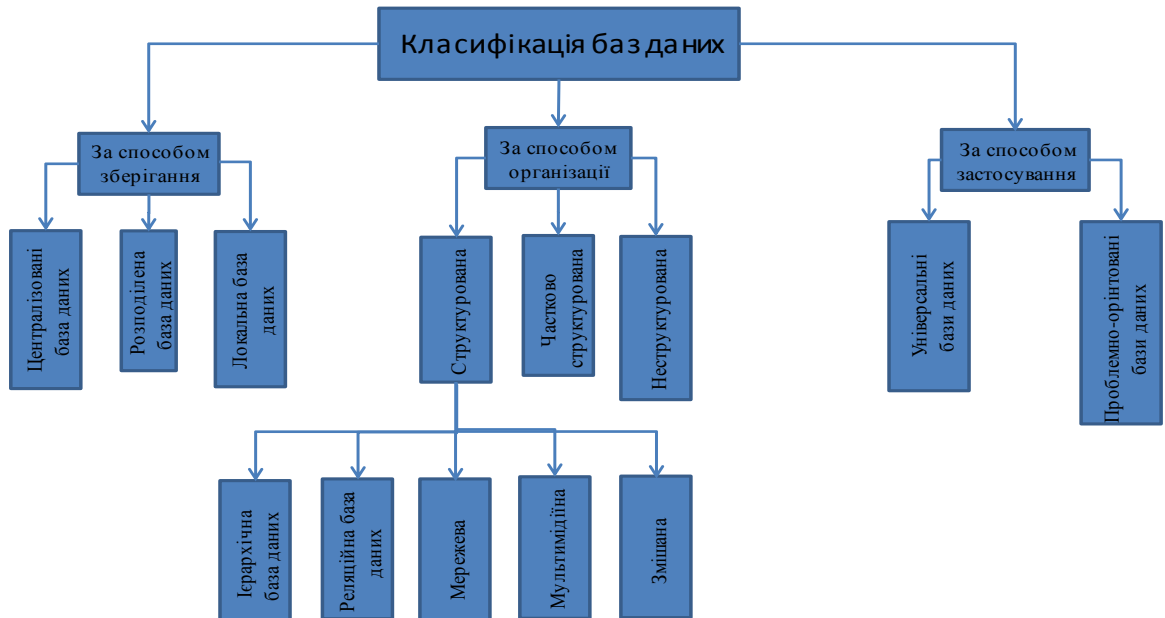 Класифікація баз даних
За способом
зберігання
За способом
організації
За способом
застосування
Централізовані
база даних
Розподілена
база даних
Локальна база
даних
Структурована
Частково
структурована
Неструктурована
Універсальні
бази даних
Проблемно-орінтовані
бази даних
Ієрархічна
база даних
Реляційна база
даних
Мережева
Мультимідіїна
Змішана